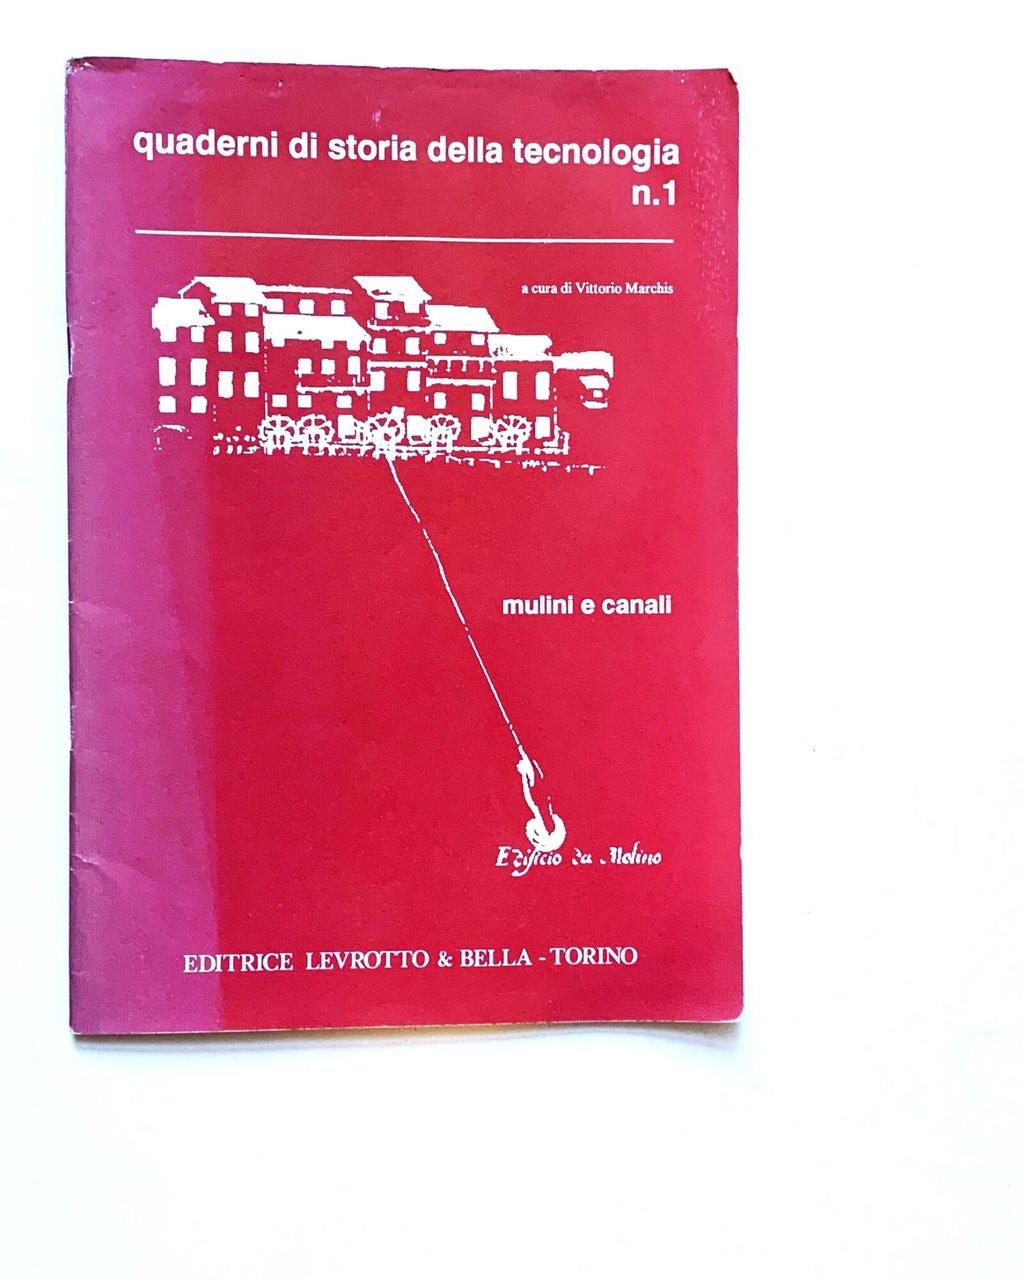 quaderni di storia della tecnologia
n.1
a cura di Vittorio Marchis
mulini e canali
Edificio da Molino
EDITRICE LEVROTTO & BELLA - TORINO